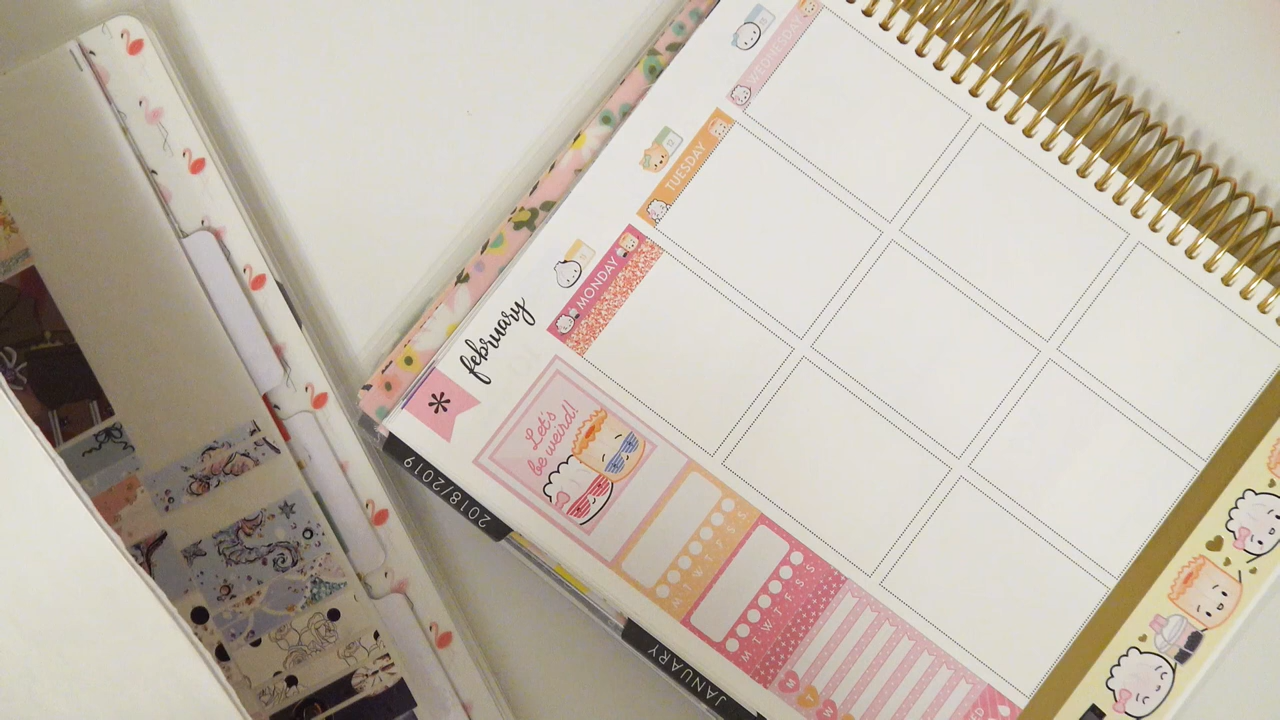 february
MONDAY
TUESDAY
WEDNESDAY
Let's
be weird!
M T W T F S S
M T W T F S S
M
T
W
2018/2019
JANUARY